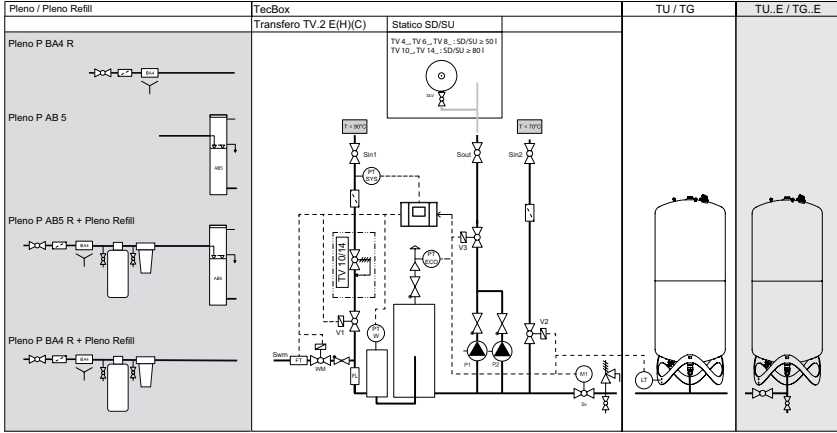 Pleno / Pleno Refill
TecBox
TU / TG
TU..E / TG..E
Transfero TV.2 E(H)(C)
Statico SD/SU
TV 4_, TV 6_, TV 8_ : SD/SU ≥ 50 l
TV 10_, TV 14_ : SD/SU ≥ 80 l
DLV
Pleno P BA4 R
BA4
Pleno P AB 5
AB5
Pleno P AB5 R + Pleno Refill
BA4
AB5
Pleno P BA4 R + Pleno Refill
BA4
T < 90°C
T < 70°C
Sin1
Sout
Sin2
PT
SYS
V3
TV 10/14
PT
ECO
V1
PT
W
V2
Swm
FT
WM
FL
P1
P2
M1
Sv
LT